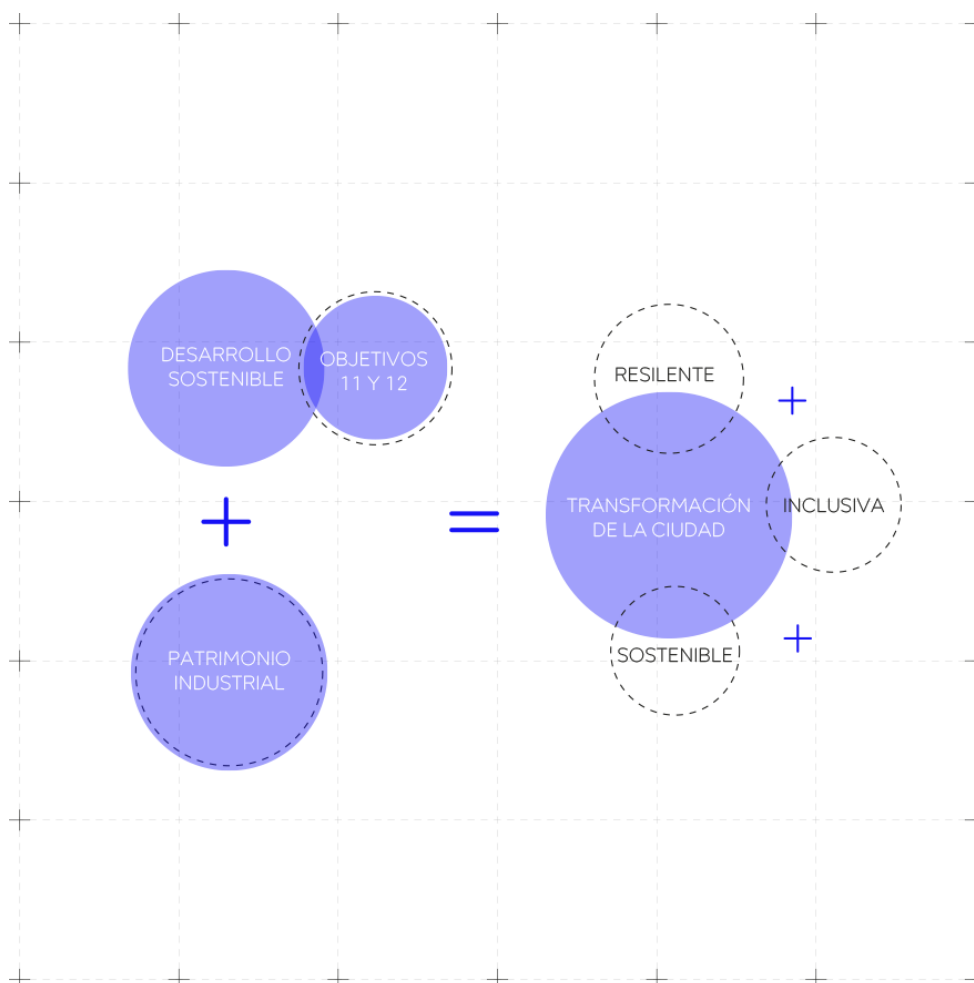 DESARROLLO
SOSTENIBLE
OBJETIVOS
11 Y 12
+
PATRIMONIO
INDUSTRIAL
=
RESILENTE
+
TRANSFORMACIÓN
DE LA CIUDAD
INCLUSIVA
+
SOSTENIBLE